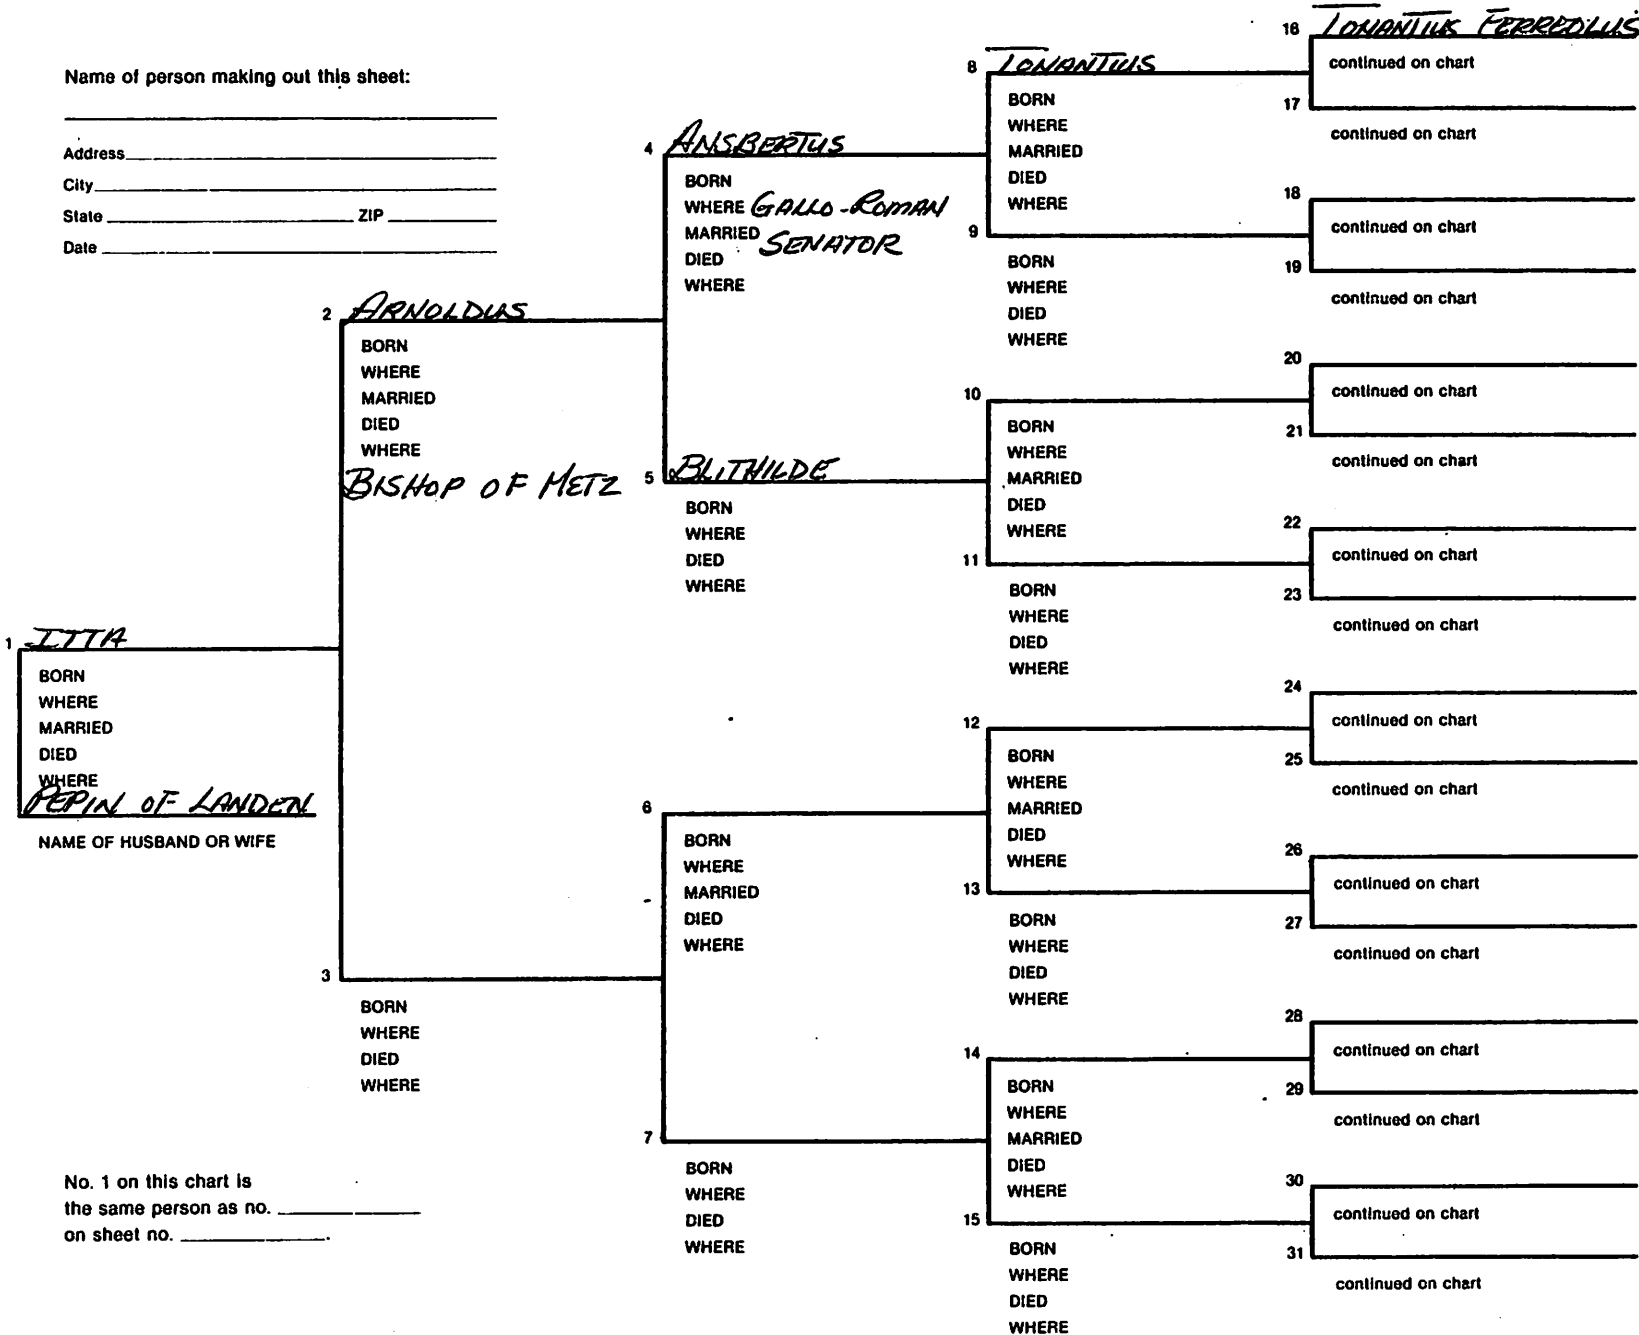 Name of person making out this sheet:
Address
City
State ZIP
Date
1 ITTA
BORN
WHERE
MARRIED
DIED
WHERE
PEPIN OF LANDEN
NAME OF HUSBAND OR WIFE
No. 1 on this chart is
the same person as no.
on sheet no. .
2 ARNOLDUS
BORN
WHERE
MARRIED
DIED
WHERE
BISHOP OF METZ
3
BORN
WHERE
DIED
WHERE
4 ANSBERTUS
BORN
WHERE GALLO-ROMAN
MARRIED SENATOR
DIED
WHERE
5 BLITHILDE
BORN
WHERE
DIED
WHERE
6
BORN
WHERE
MARRIED
DIED
WHERE
7
BORN
WHERE
DIED
WHERE
8 TONANTIUS
BORN
WHERE
MARRIED
DIED
WHERE
9
BORN
WHERE
DIED
WHERE
10
BORN
WHERE
MARRIED
DIED
WHERE
11
BORN
WHERE
DIED
WHERE
12
BORN
WHERE
MARRIED
DIED
WHERE
13
BORN
WHERE
DIED
WHERE
14
BORN
WHERE
MARRIED
DIED
WHERE
15
BORN
WHERE
DIED
WHERE
16 TONANTIUS FERREOLUS
continued on chart
17
continued on chart
18
continued on chart
19
continued on chart
20
continued on chart
21
continued on chart
22
continued on chart
23
continued on chart
24
continued on chart
25
continued on chart
26
continued on chart
27
continued on chart
28
continued on chart
29
continued on chart
30
continued on chart
31
continued on chart